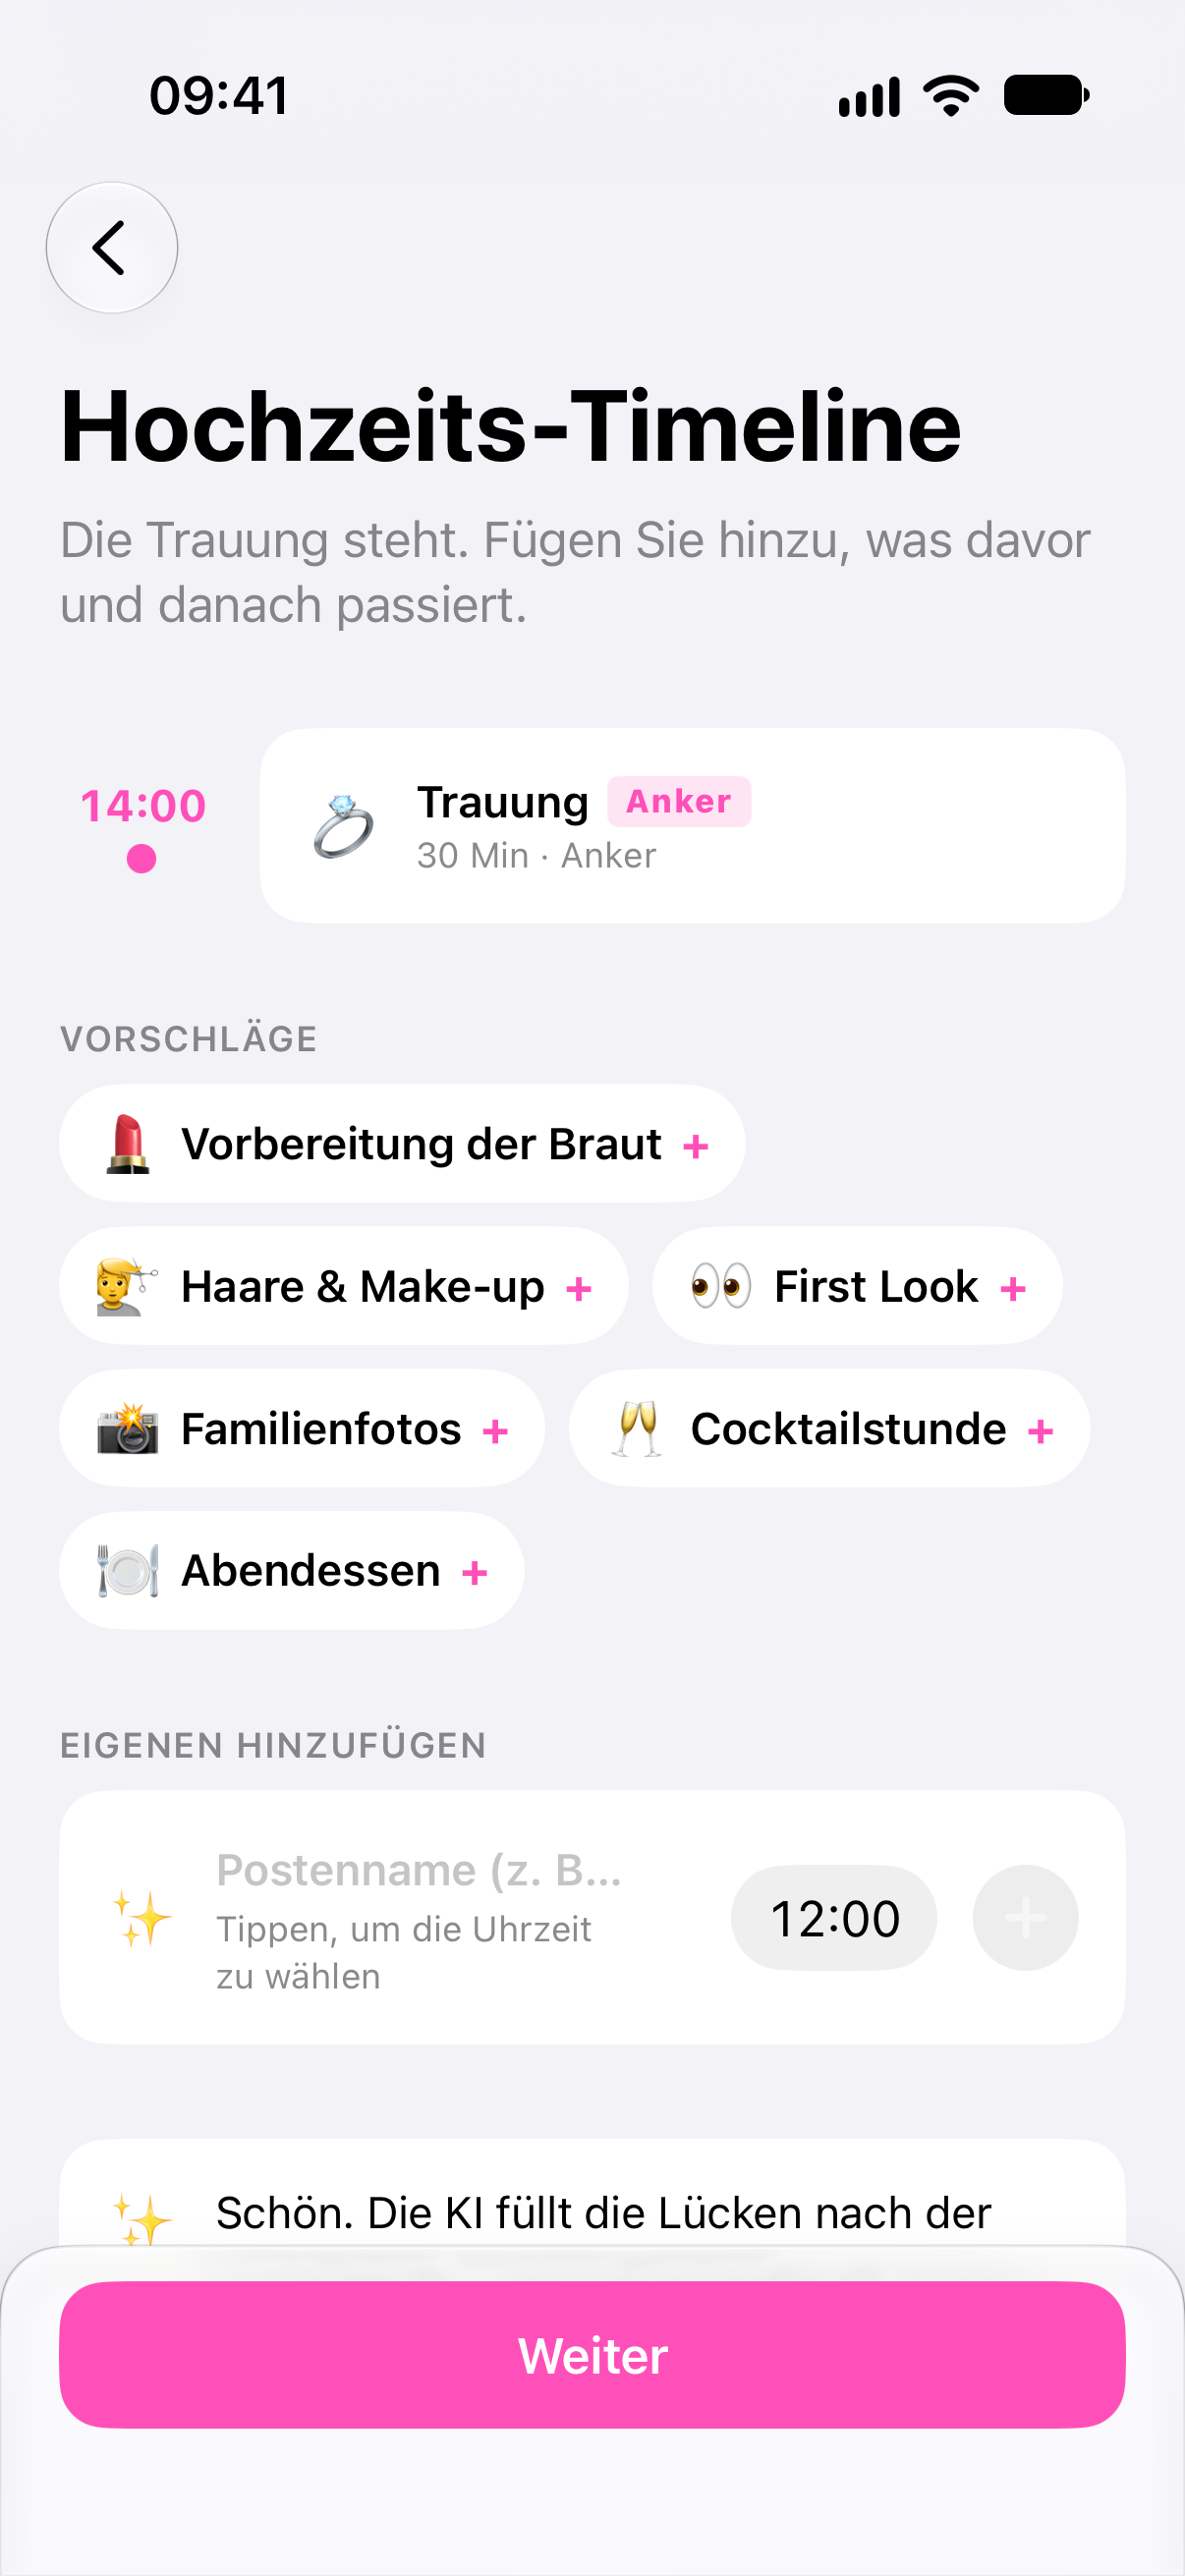 09:41
Hochzeits-Timeline
Die Trauung steht. Fügen Sie hinzu, was davor
und danach passiert.
14:00
Trauung Anker
30 Min · Anker
VORSCHLÄGE
Vorbereitung der Braut +
Haare & Make-up +
First Look +
Familienfotos +
Cocktailstunde +
Abendessen +
EIGENEN HINZUFÜGEN
Postenname (z. B...
Tippen, um die Uhrzeit
zu wählen
12:00
+
Schön. Die KI füllt die Lücken nach der
Weiter